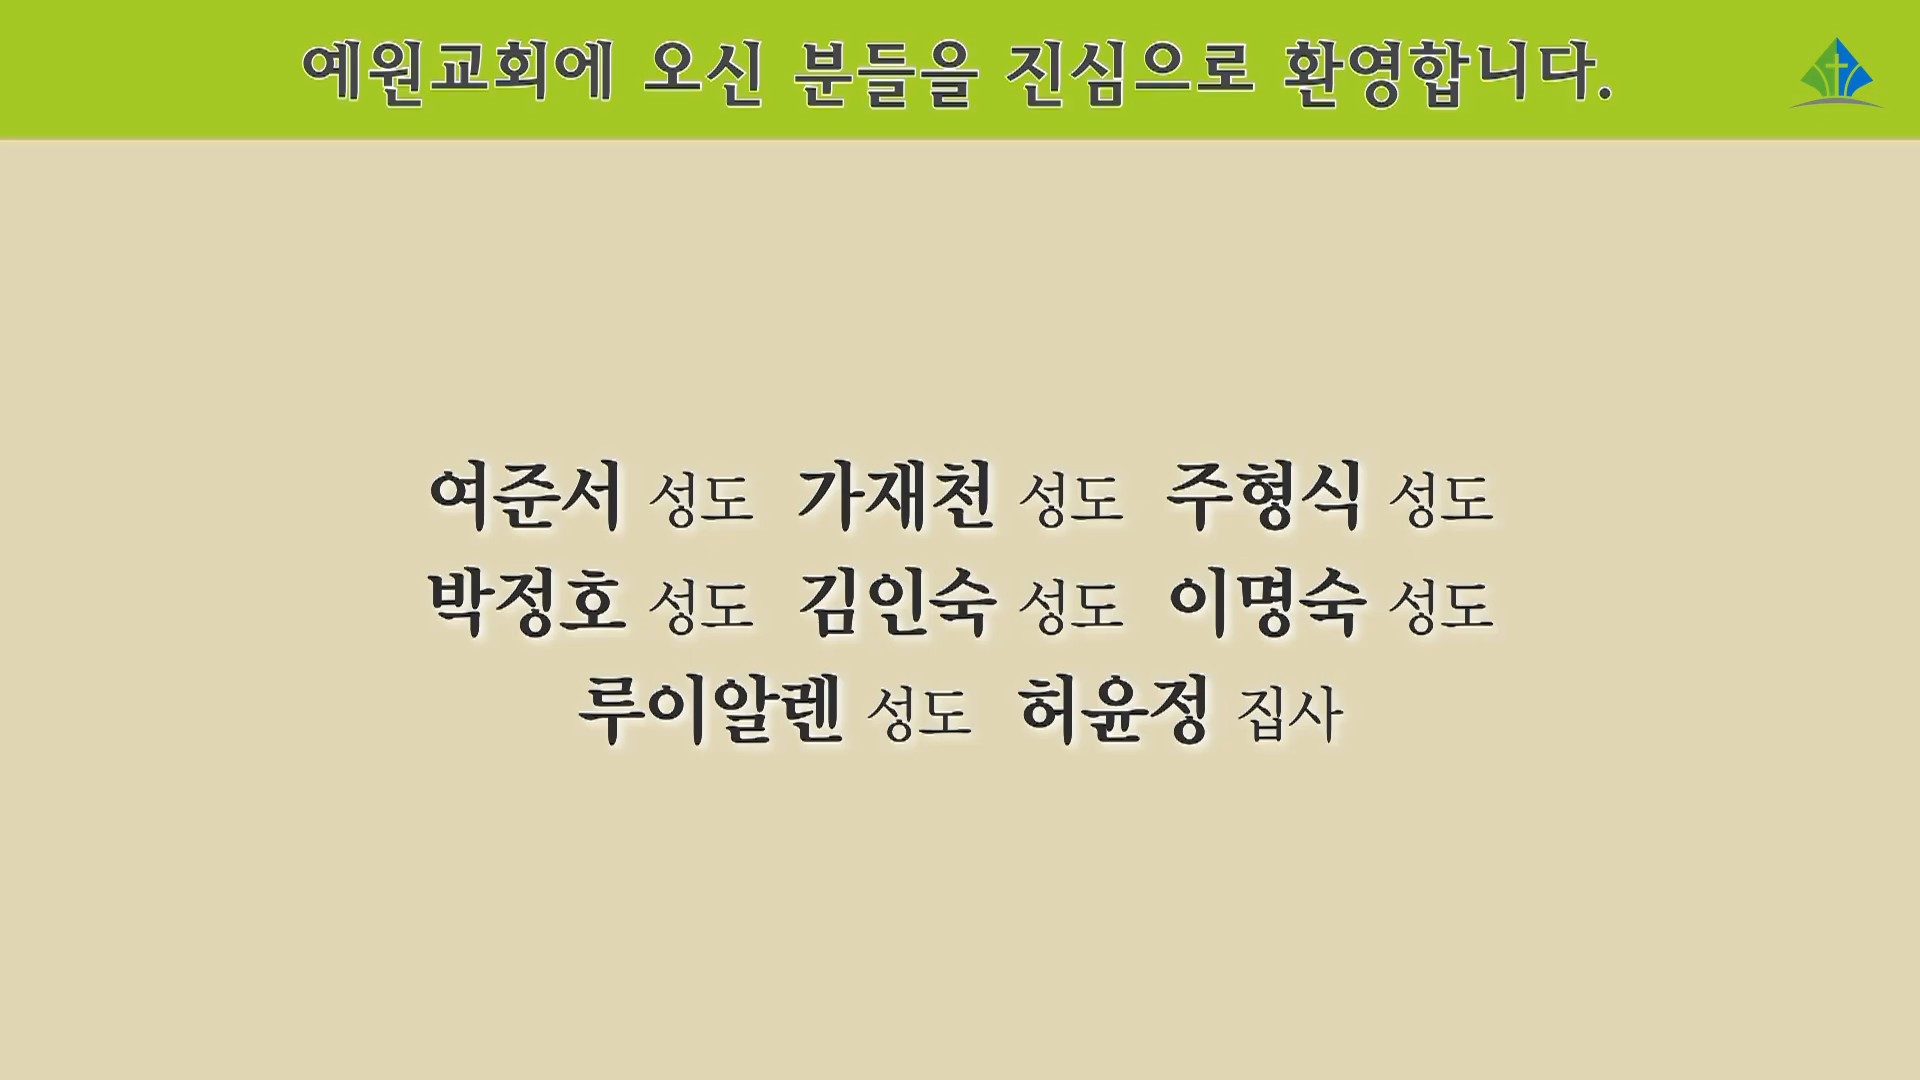 예원교회에 오신 분들을 진심으로 환영합니다.
여준서 성도 가재천 성도 주형식 성도
박정호 성도 김인숙 성도 이명숙 성도
루이알렌 성도 허윤정 집사